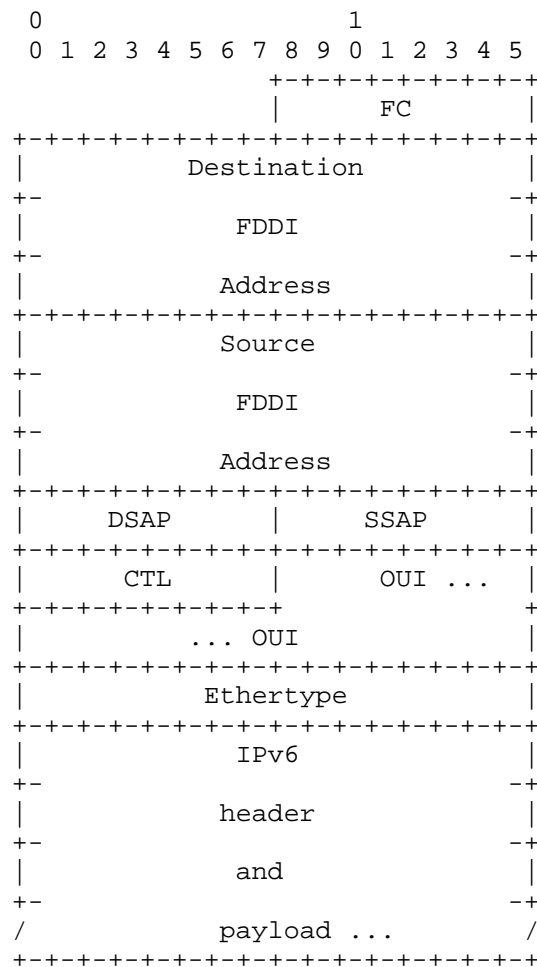 0                   1
0 1 2 3 4 5 6 7 8 9 0 1 2 3 4 5
                +-+-+-+-+-+-+-+-+
                |      FC       |
+-+-+-+-+-+-+-+-+-+-+-+-+-+-+-+-+
|          Destination          |
+-                             -+
|             FDDI              |
+-                             -+
|            Address            |
+-+-+-+-+-+-+-+-+-+-+-+-+-+-+-+-+
|            Source             |
+-                             -+
|             FDDI              |
+-                             -+
|            Address            |
+-+-+-+-+-+-+-+-+-+-+-+-+-+-+-+-+
|     DSAP      |     SSAP      |
+-+-+-+-+-+-+-+-+-+-+-+-+-+-+-+-+
|      CTL      |      OUI ...  |
+-+-+-+-+-+-+-+-+               +
|          ... OUI              |
+-+-+-+-+-+-+-+-+-+-+-+-+-+-+-+-+
|           Ethertype           |
+-+-+-+-+-+-+-+-+-+-+-+-+-+-+-+-+
|             IPv6              |
+-                             -+
|            header             |
+-                             -+
|             and               |
+-                             -+
/            payload ...        /
+-+-+-+-+-+-+-+-+-+-+-+-+-+-+-+-+